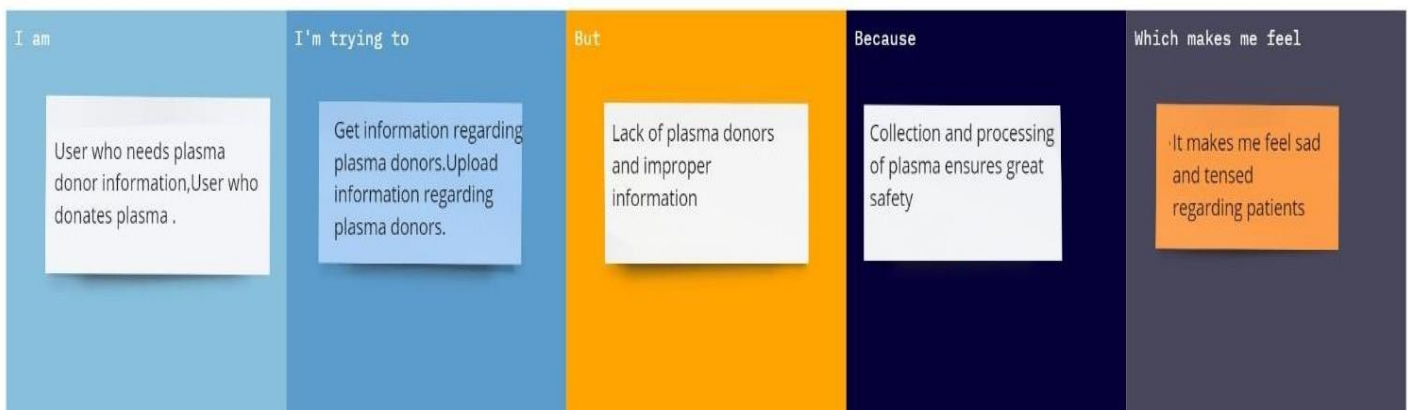 I am
User who needs plasma
donor information,User who
donates plasma .
I'm trying to
Get information regarding
plasma donors.Upload
information regarding
plasma donors.
But
Lack of plasma donors
and improper
information
Because
Collection and processing
of plasma ensures great
safety
Which makes me feel
·It makes me feel sad
and tensed
regarding patients